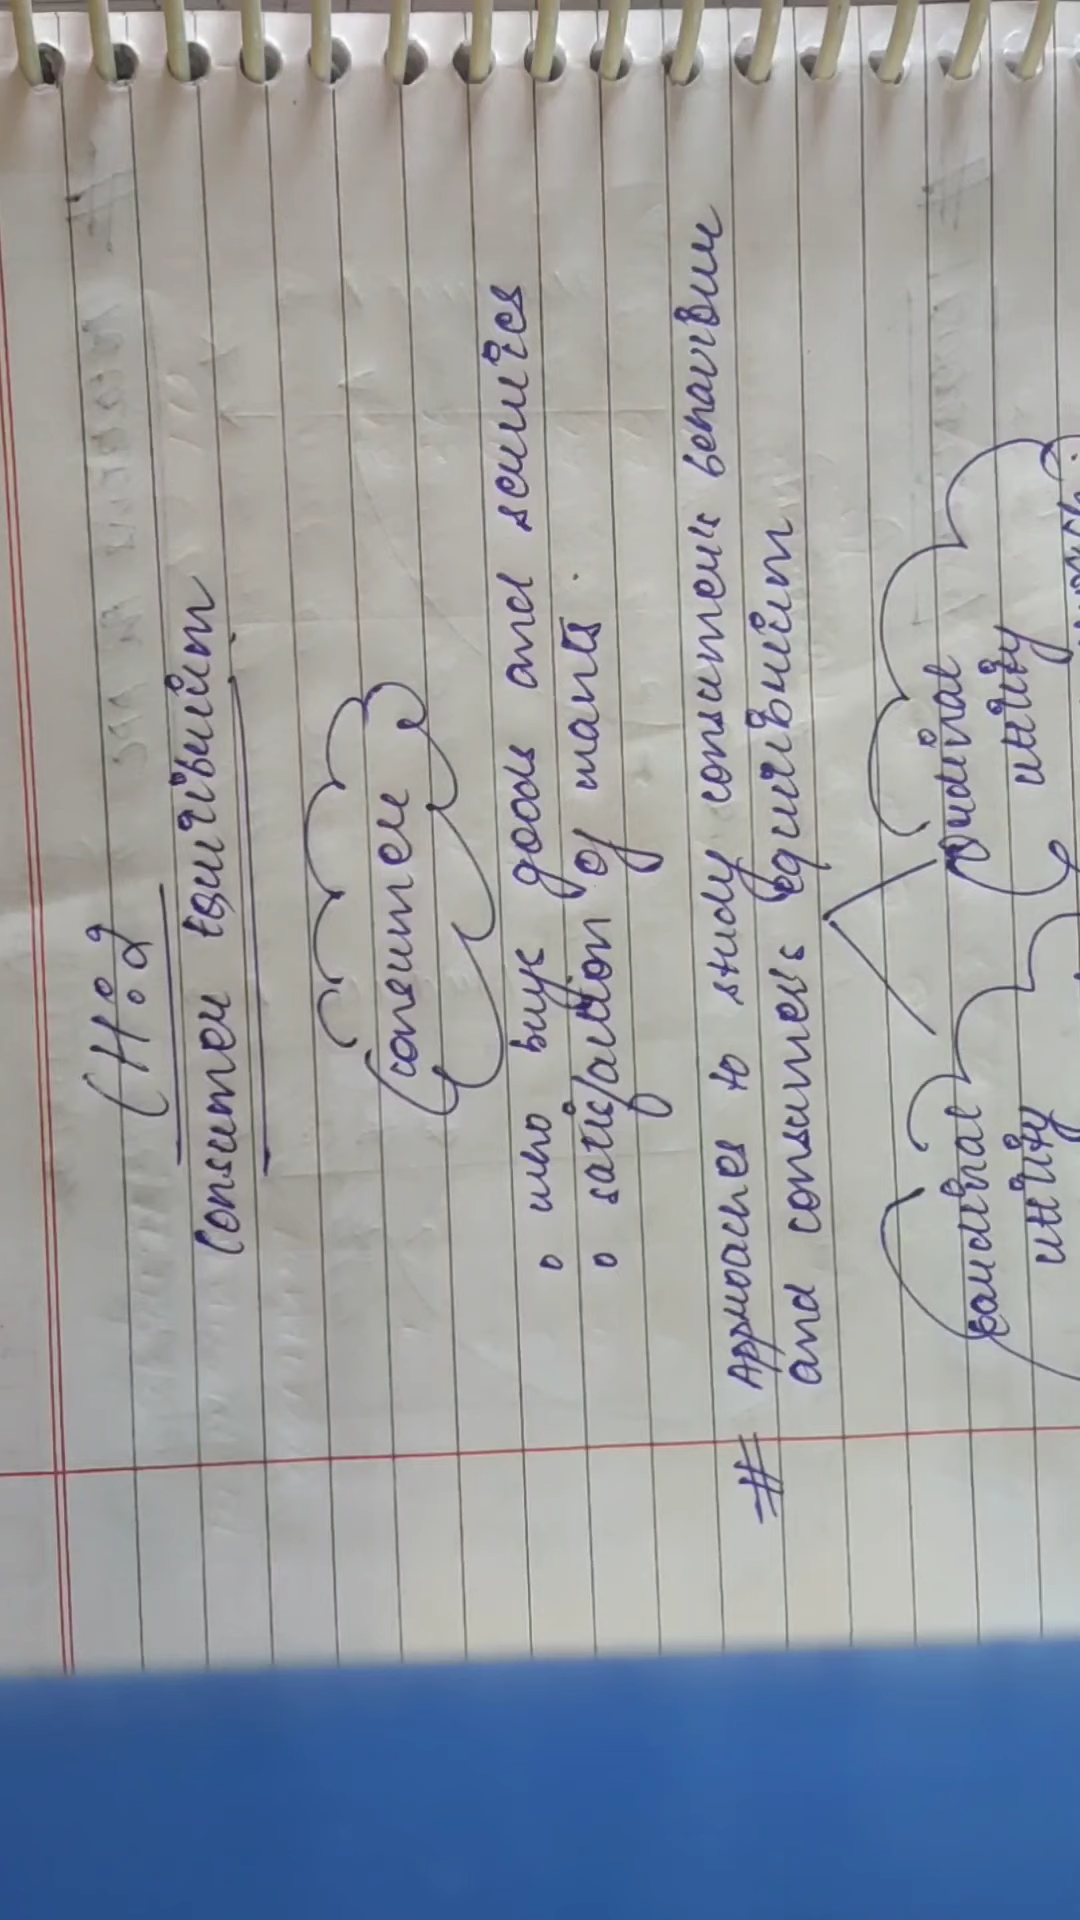 CH:2
Consumer Equilibrium
Consumer
who buys goods and services
satisfaction of wants.
# Approaches to study consumer behaviour
and consumers equilibrium
Cardinal utility
Ordinal utility